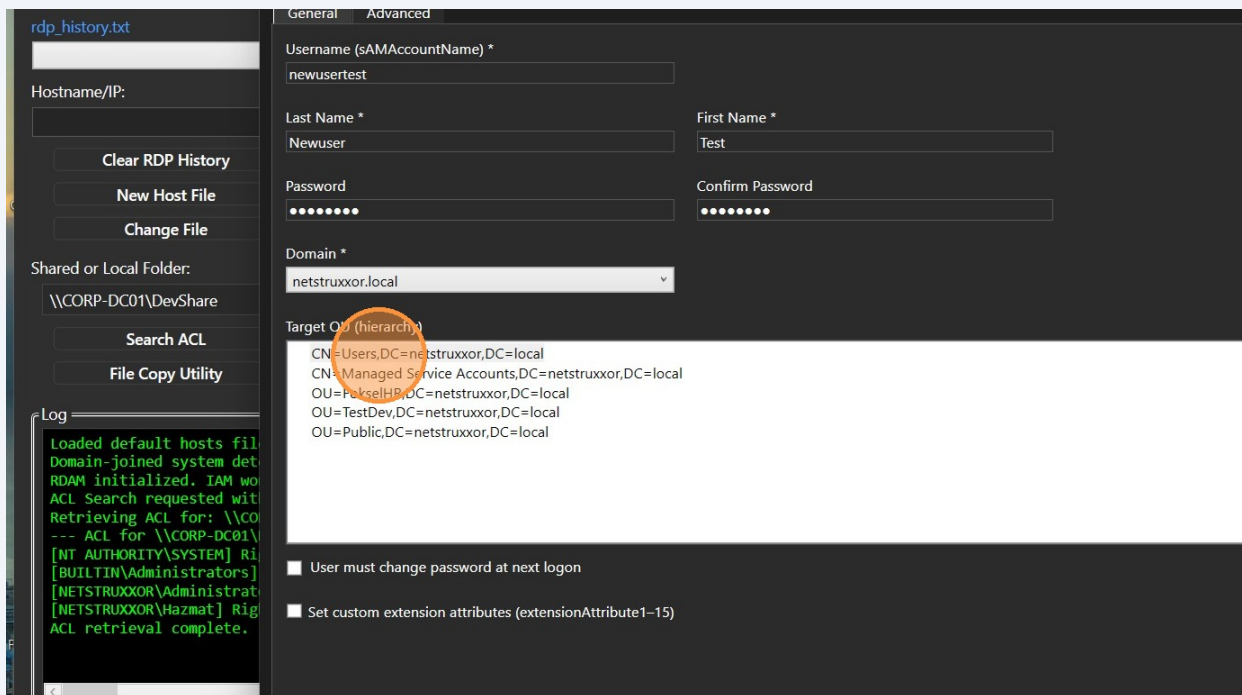 rdp_history.txt
Hostname/IP:
Clear RDP History
New Host File
Change File
Shared or Local Folder:
\\CORP-DC01\DevShare
Search ACL
File Copy Utility
Log
Loaded default hosts fil
Domain-joined system det
RDAM initialized. IAM wo
ACL Search requested wit
Retrieving ACL for: \\CO
--- ACL for \\CORP-DC01\
[NT AUTHORITY\SYSTEM] Ri
[BUILTIN\Administrators]
[NETSTRUXXOR\Administrat
[NETSTRUXXOR\Hazmat] Rig
ACL retrieval complete.
General Advanced
Username (sAMAccountName) *
newusertest
Last Name * First Name *
Newuser Test
Password Confirm Password
●●●●●●●● ●●●●●●●●
Domain *
netstruxxor.local
Target OU (hierarchy)
CN=Users,DC=netstruxxor,DC=local
CN=Managed Service Accounts,DC=netstruxxor,DC=local
OU=PokselHR,DC=netstruxxor,DC=local
OU=TestDev,DC=netstruxxor,DC=local
OU=Public,DC=netstruxxor,DC=local
User must change password at next logon
Set custom extension attributes (extensionAttribute1–15)